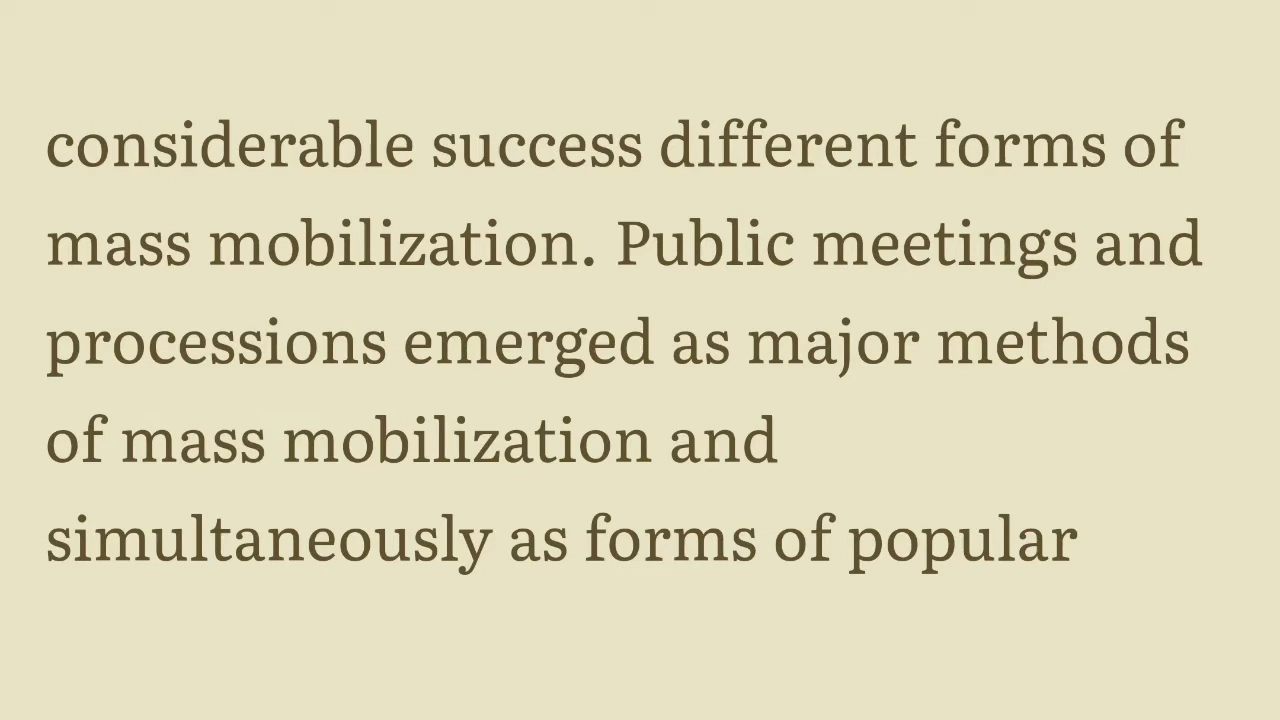 considerable success different forms of
mass mobilization. Public meetings and
processions emerged as major methods
of mass mobilization and
simultaneously as forms of popular